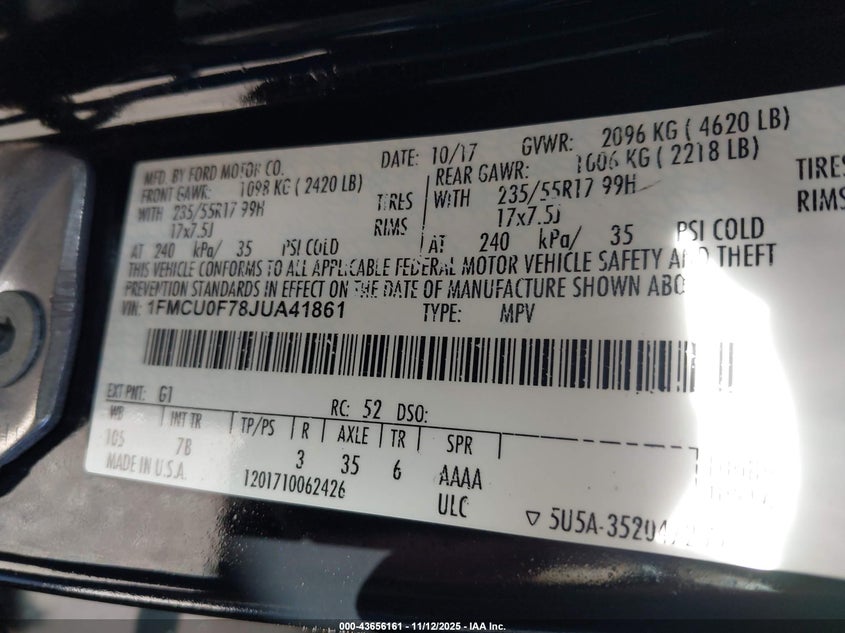 MFD. BY FORD MOTOR CO. DATE: 10/17 GVWR: 2096 KG ( 4620 LB)
FRONT GAWR: 1098 KG ( 2420 LB) REAR GAWR: 1006 KG ( 2218 LB)
WITH 235/55R17 99H TIRES WITH 235/55R17 99H TIRES
17x7.5J RIMS 17x7.5J RIMS
AT 240 kPa/ 35 PSI COLD AT 240 kPa/ 35 PSI COLD
THIS VEHICLE CONFORMS TO ALL APPLICABLE FEDERAL MOTOR VEHICLE SAFETY AND THEFT
PREVENTION STANDARDS IN EFFECT ON THE DATE OF MANUFACTURE SHOWN ABO
VIN: 1FMCU0F78JUA41861 TYPE: MPV
EXT PNT: G1 RC: 52 DSO:
WB INT TR TP/PS R AXLE TR SPR
105 7B 3 35 6 AAAA
MADE IN U.S.A. 1201710062426 ULC
▽ 5U5A-35204
000-43656161 - 11/12/2025 - IAA Inc.